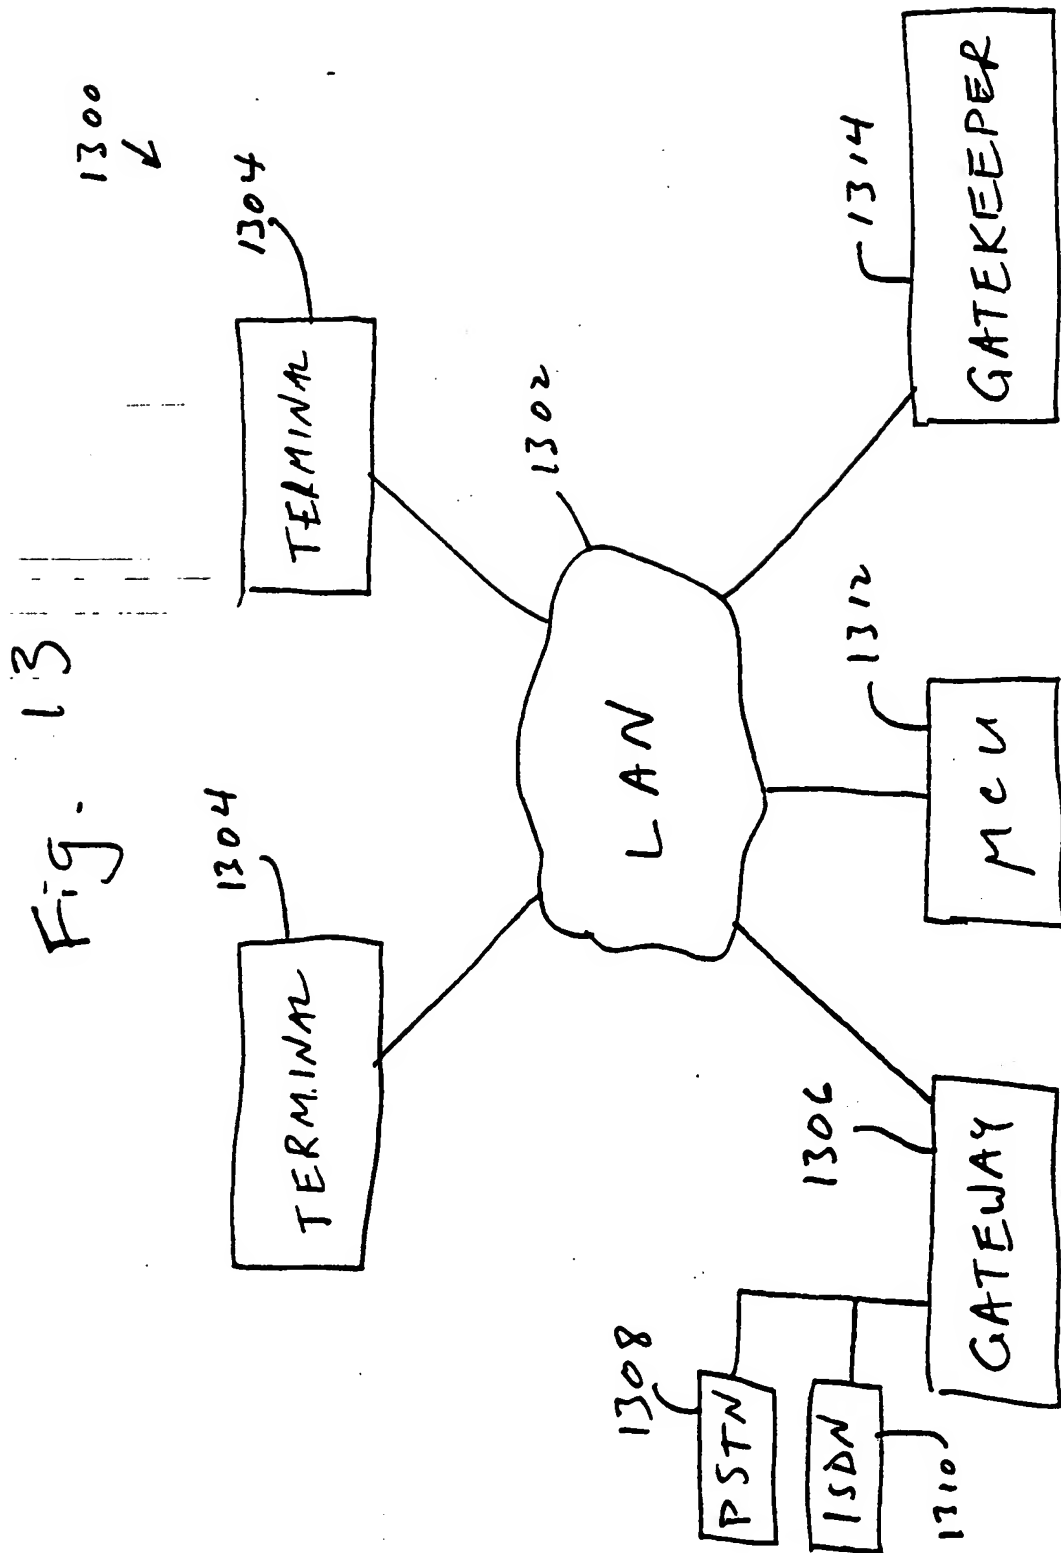 Fig. 13
1300
1304
TERMINAL
1304
TERMINAL
1302
LAN
1308
PSTN
ISDN
1310
1306
GATEWAY
1312
MCU
1314
GATEKEEPER